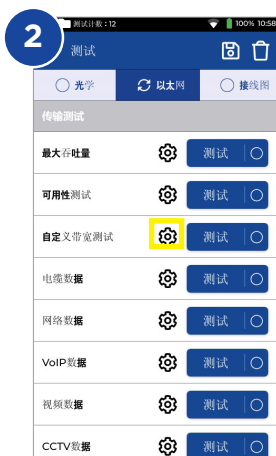 2
测试计数：12
100% 10:58
测试
光学
以太网
接线图
传输测试
最大吞吐量
测试
可用性测试
测试
自定义带宽测试
测试
电缆数据
测试
网络数据
测试
VoIP数据
测试
视频数据
测试
CCTV数据
测试